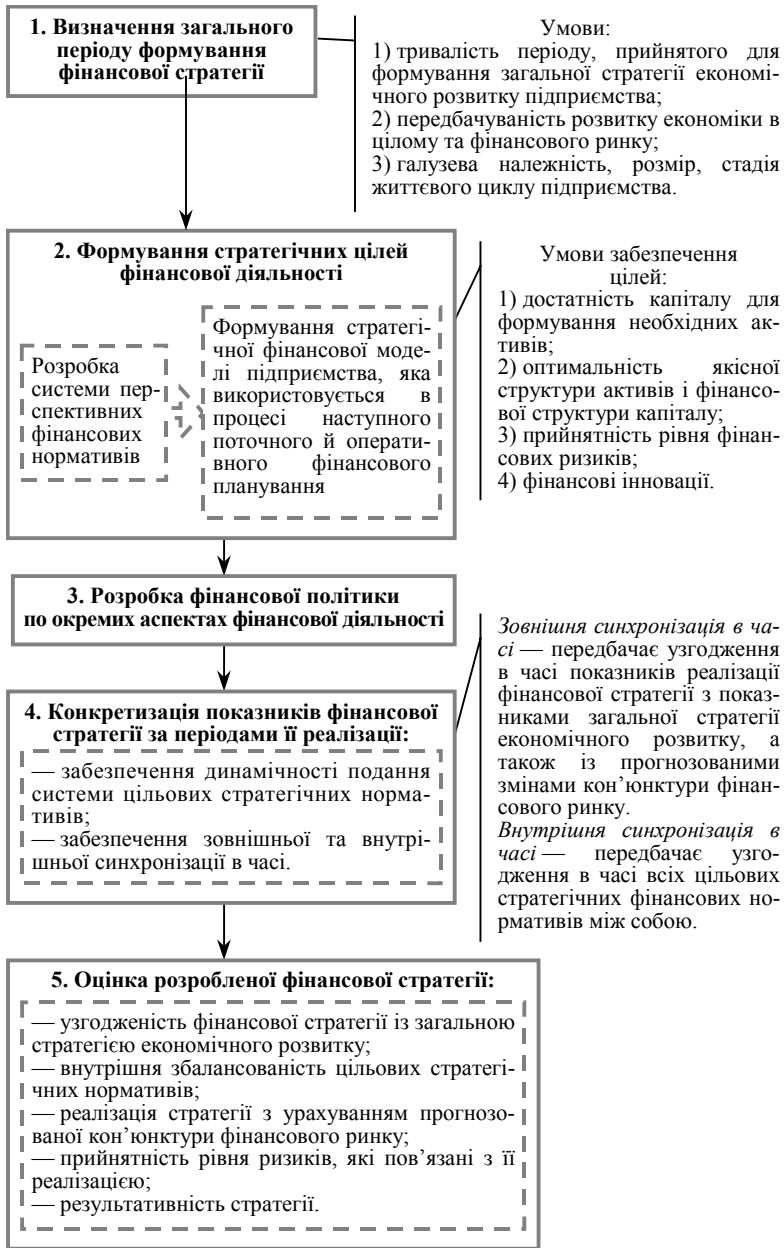 1. Визначення загального
періоду формування
фінансової стратегії
Умови:
1) тривалість періоду, прийнятого для
формування загальної стратегії економі-
чного розвитку підприємства;
2) передбачуваність розвитку економіки в
цілому та фінансового ринку;
3) галузева належність, розмір, стадія
життєвого циклу підприємства.
2. Формування стратегічних цілей
фінансової діяльності
Розробка
системи пер-
спективних
фінансових
нормативів
Формування стратегі-
чної фінансової моде-
лі підприємства, яка
використовується в
процесі наступного
поточного й операти-
вного фінансового
планування
Умови забезпечення
цілей:
1) достатність капіталу для
формування необхідних ак-
тивів;
2) оптимальність якісної
структури активів і фінансо-
вої структури капіталу;
3) прийнятність рівня фінан-
сових ризиків;
4) фінансові інновації.
3. Розробка фінансової політики
по окремих аспектах фінансової діяльності
4. Конкретизація показників фінансової
стратегії за періодами її реалізації:
— забезпечення динамічності подання
системи цільових стратегічних норма-
тивів;
— забезпечення зовнішньої та внутрі-
шньої синхронізації в часі.
Зовнішня синхронізація в ча-
сі — передбачає узгодження
в часі показників реалізації
фінансової стратегії з показ-
никами загальної стратегії
економічного розвитку, а
також із прогнозованими
змінами кон’юнктури фінан-
сового ринку.
Внутрішня синхронізація в
часі — передбачає узго-
дження в часі всіх цільових
стратегічних фінансових но-
рмативів між собою.
5. Оцінка розробленої фінансової стратегії:
— узгодженість фінансової стратегії із загальною
стратегією економічного розвитку;
— внутрішня збалансованість цільових стратегі-
чних нормативів;
— реалізація стратегії з урахуванням прогнозо-
ваної кон’юнктури фінансового ринку;
— прийнятність рівня ризиків, які пов’язані з її
реалізацією;
— результативність стратегії.